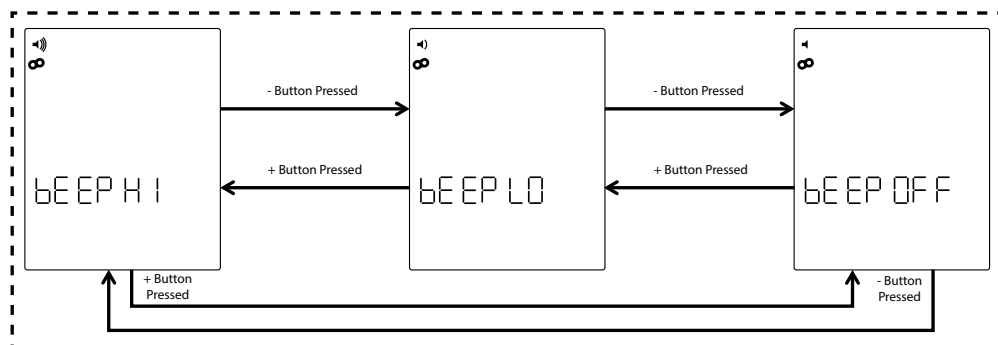 - Button Pressed
- Button Pressed
+ Button Pressed
+ Button Pressed
bEEP HI
bEEP LO
bEEP OFF
+ Button
Pressed
- Button
Pressed